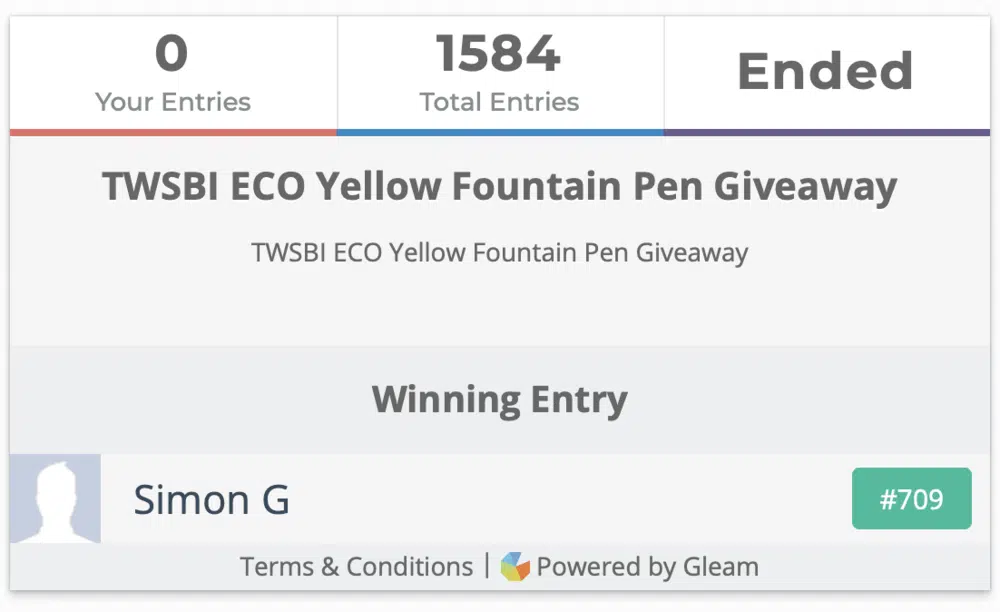 0
Your Entries
1584
Total Entries
Ended
TWSBI ECO Yellow Fountain Pen Giveaway
TWSBI ECO Yellow Fountain Pen Giveaway
Winning Entry
Simon G
#709
Terms & Conditions | Powered by Gleam